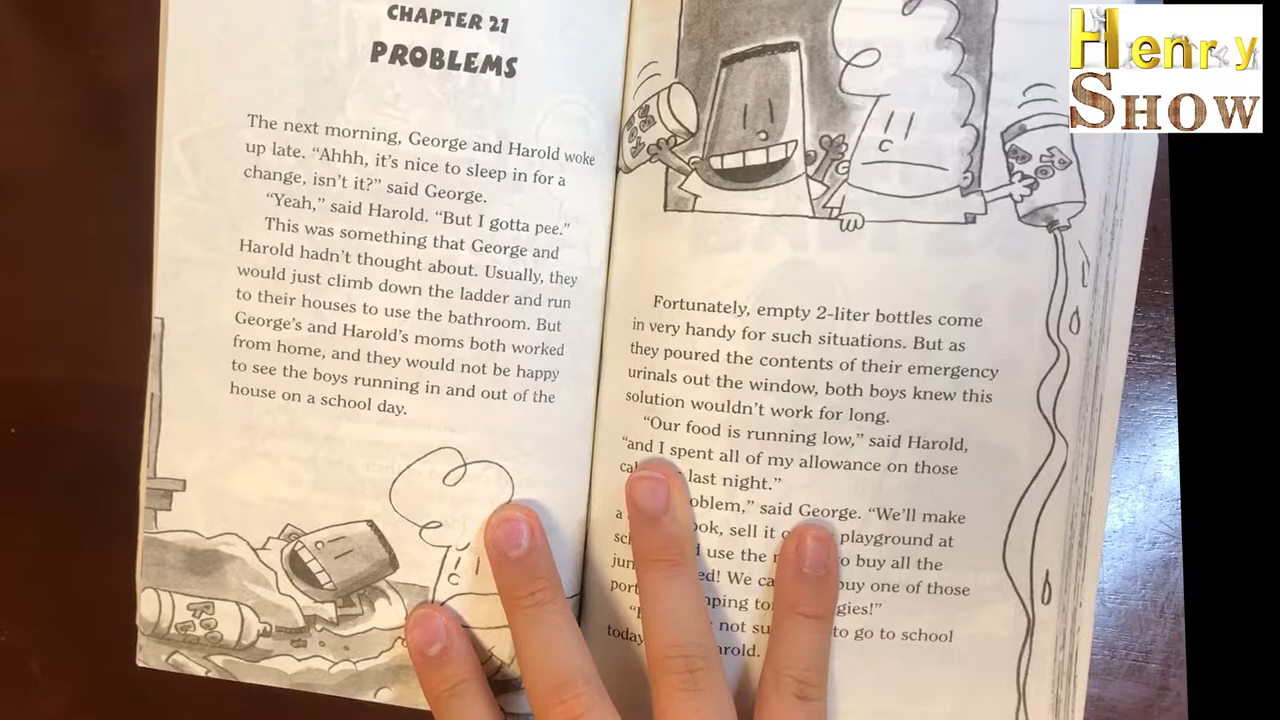 CHAPTER 21
PROBLEMS
The next morning, George and Harold woke
up late. “Ahhh, it’s nice to sleep in for a
change, isn’t it?” said George.
“Yeah,” said Harold. “But I gotta pee.”
This was something that George and
Harold hadn’t thought about. Usually, they
would just climb down the ladder and run
to their houses to use the bathroom. But
George’s and Harold’s moms both worked
from home, and they would not be happy
to see the boys running in and out of the
house on a school day.
Fortunately, empty 2-liter bottles come
in very handy for such situations. But as
they poured the contents of their emergency
urinals out the window, both boys knew this
solution wouldn’t work for long.
“Our food is running low,” said Harold,
“and I spent all of my allowance on those
last night.”
said George. “We’ll make
a sell it playground at
use the to buy all the
We buy one of those
not to go to school
today
Henry
SHOW